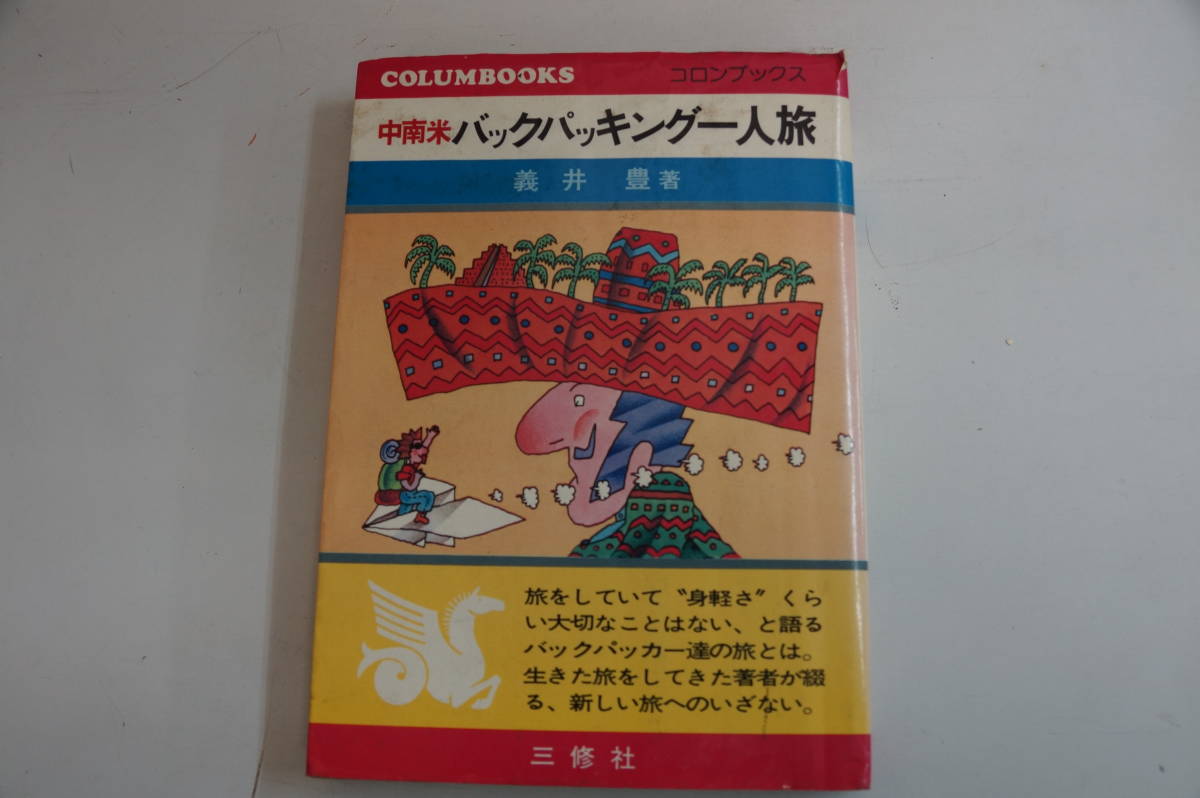 COLUMBOOKS コロンブックス
中南米バックパッキング一人旅
義井 豊著
旅をしていて〝身軽さ〟くら
い大切なことはない、と語る
バックパッカー達の旅とは。
生きた旅をしてきた著者が綴
る、新しい旅へのいざない。
三修社